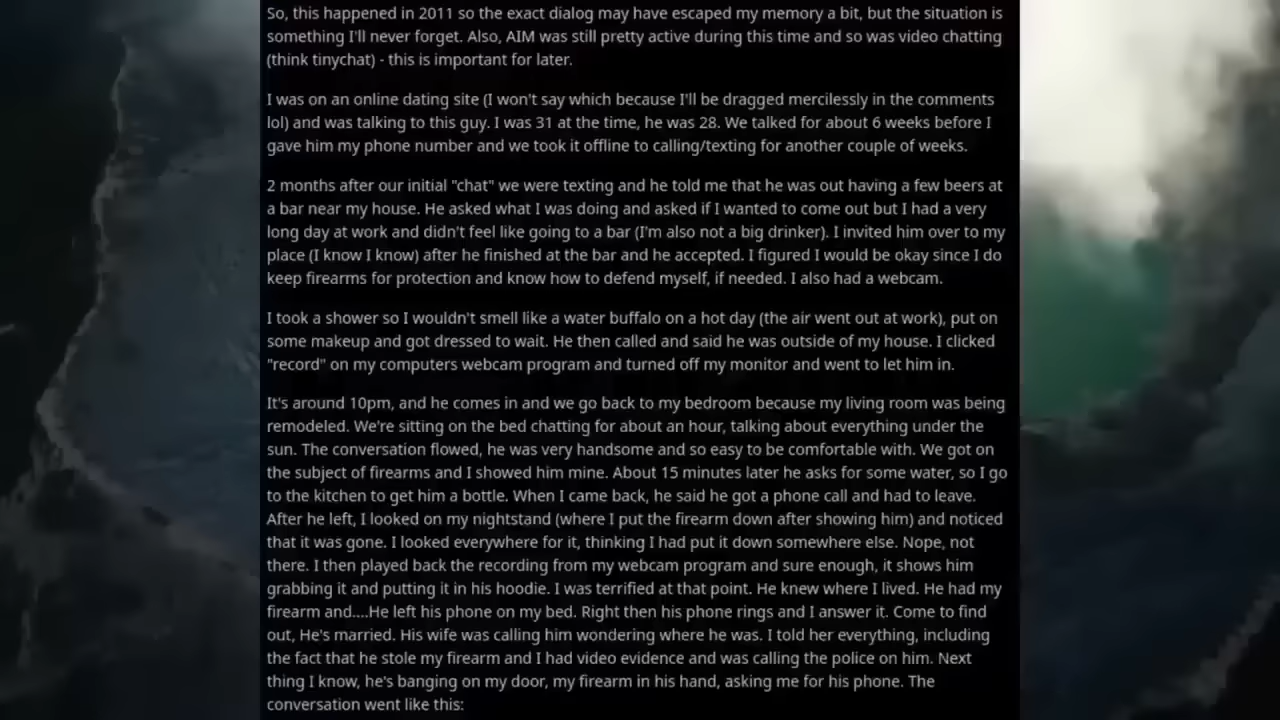 So, this happened in 2011 so the exact dialog may have escaped my memory a bit, but the situation is
something I'll never forget. Also, AIM was still pretty active during this time and so was video chatting
(think tinychat) - this is important for later.
I was on an online dating site (I won't say which because I'll be dragged mercilessly in the comments
lol) and was talking to this guy. I was 31 at the time, he was 28. We talked for about 6 weeks before I
gave him my phone number and we took it offline to calling/texting for another couple of weeks.
2 months after our initial "chat" we were texting and he told me that he was out having a few beers at
a bar near my house. He asked what I was doing and asked if I wanted to come out but I had a very
long day at work and didn't feel like going to a bar (I'm also not a big drinker). I invited him over to my
place (I know I know) after he finished at the bar and he accepted. I figured I would be okay since I do
keep firearms for protection and know how to defend myself, if needed. I also had a webcam.
I took a shower so I wouldn't smell like a water buffalo on a hot day (the air went out at work), put on
some makeup and got dressed to wait. He then called and said he was outside of my house. I clicked
"record" on my computers webcam program and turned off my monitor and went to let him in.
It's around 10pm, and he comes in and we go back to my bedroom because my living room was being
remodeled. We're sitting on the bed chatting for about an hour, talking about everything under the
sun. The conversation flowed, he was very handsome and so easy to be comfortable with. We got on
the subject of firearms and I showed him mine. About 15 minutes later he asks for some water, so I go
to the kitchen to get him a bottle. When I came back, he said he got a phone call and had to leave.
After he left, I looked on my nightstand (where I put the firearm down after showing him) and noticed
that it was gone. I looked everywhere for it, thinking I had put it down somewhere else. Nope, not
there. I then played back the recording from my webcam program and sure enough, it shows him
grabbing it and putting it in his hoodie. I was terrified at that point. He knew where I lived. He had my
firearm and....He left his phone on my bed. Right then his phone rings and I answer it. Come to find
out, He's married. His wife was calling him wondering where he was. I told her everything, including
the fact that he stole my firearm and I had video evidence and was calling the police on him. Next
thing I know, he's banging on my door, my firearm in his hand, asking me for his phone. The
conversation went like this: